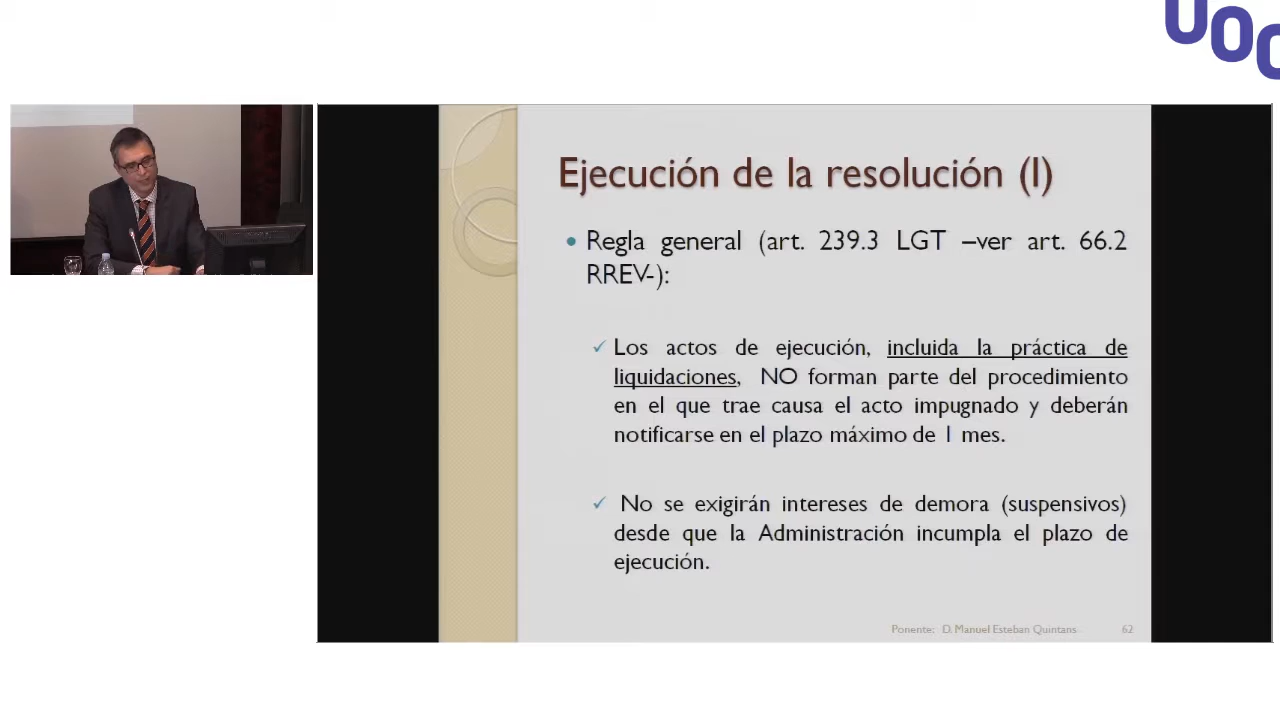 UOC
Ejecución de la resolución (I)
• Regla general (art. 239.3 LGT –ver art. 66.2
RREV-):
✓ Los actos de ejecución, incluida la práctica de
liquidaciones, NO forman parte del procedimiento
en el que trae causa el acto impugnado y deberán
notificarse en el plazo máximo de 1 mes.
✓ No se exigirán intereses de demora (suspensivos)
desde que la Administración incumpla el plazo de
ejecución.
Ponente: D. Manuel Esteban Quintans 62